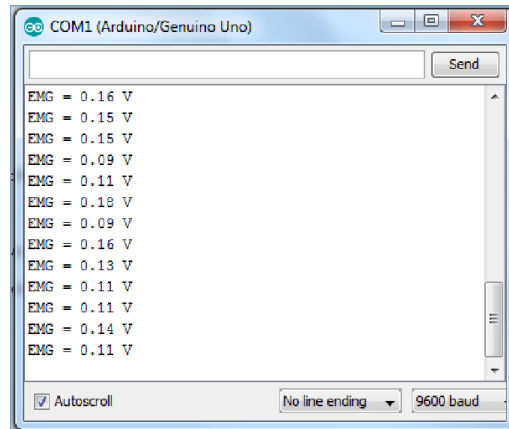 COM1 (Arduino/Genuino Uno)
Send
EMG = 0.16 V
EMG = 0.15 V
EMG = 0.15 V
EMG = 0.09 V
EMG = 0.11 V
EMG = 0.18 V
EMG = 0.09 V
EMG = 0.16 V
EMG = 0.13 V
EMG = 0.11 V
EMG = 0.11 V
EMG = 0.14 V
EMG = 0.11 V
Autoscroll No line ending 9600 baud